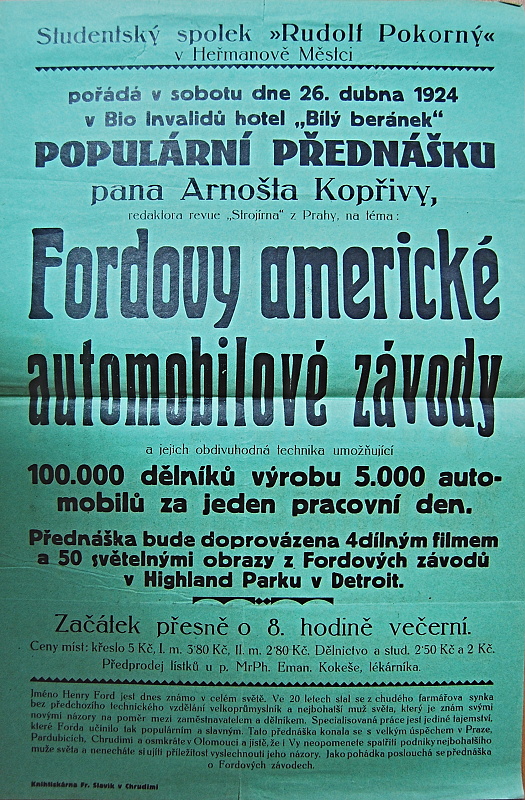 Studentský spolek »Rudolf Pokorný«
v Heřmanově Městci
pořádá v sobotu dne 26. dubna 1924
v Bio Invalidů hotel „Bílý beránek“
POPULÁRNÍ PŘEDNÁŠKU
pana Arnošta Kopřivy,
redaktora revue „Strojírna“ z Prahy, na téma:
Fordovy americké
automobilové závody
a jejich obdivuhodná technika umožňující
100.000 dělníků výrobu 5.000 auto-
mobilů za jeden pracovní den.
Přednáška bude doprovázena 4dílným filmem
a 50 světelnými obrazy z Fordových závodů
v Highland Parku v Detroit.
Začátek přesně o 8. hodině večerní.
Ceny míst: křeslo 5 Kč, I. m. 3·80 Kč, II. m. 2·80 Kč. Dělnictvo a stud. 2·50 Kč a 2 Kč.
Předprodej lístků u p. MrPh. Eman. Kokeše, lékárníka.
Jméno Henry Ford jest dnes známo v celém světě. Ve 20 letech stal se z chudého farmářova synka
bez předchozího technického vzdělání velkoprůmyslník a nejbohatší muž světa, který je znám svými
novými názory na poměr mezi zaměstnavatelem a dělníkem. Specialisovaná práce jest jediné tajemství,
které Forda učinilo tak populárním a slavným. Tato přednáška konala se s velkým úspěchem v Praze,
Pardubicích, Chrudimi a osmkráte v Olomouci a jistě, že i Vy neopomenete spatřiti podniky nejbohatšího
muže světa a nenecháte si ujíti příležitost vyslechnouti jeho názory. Jako pohádka poslouchá se přednáška
o Fordových závodech.
Knihtiskárna Fr. Slavík v Chrudimi